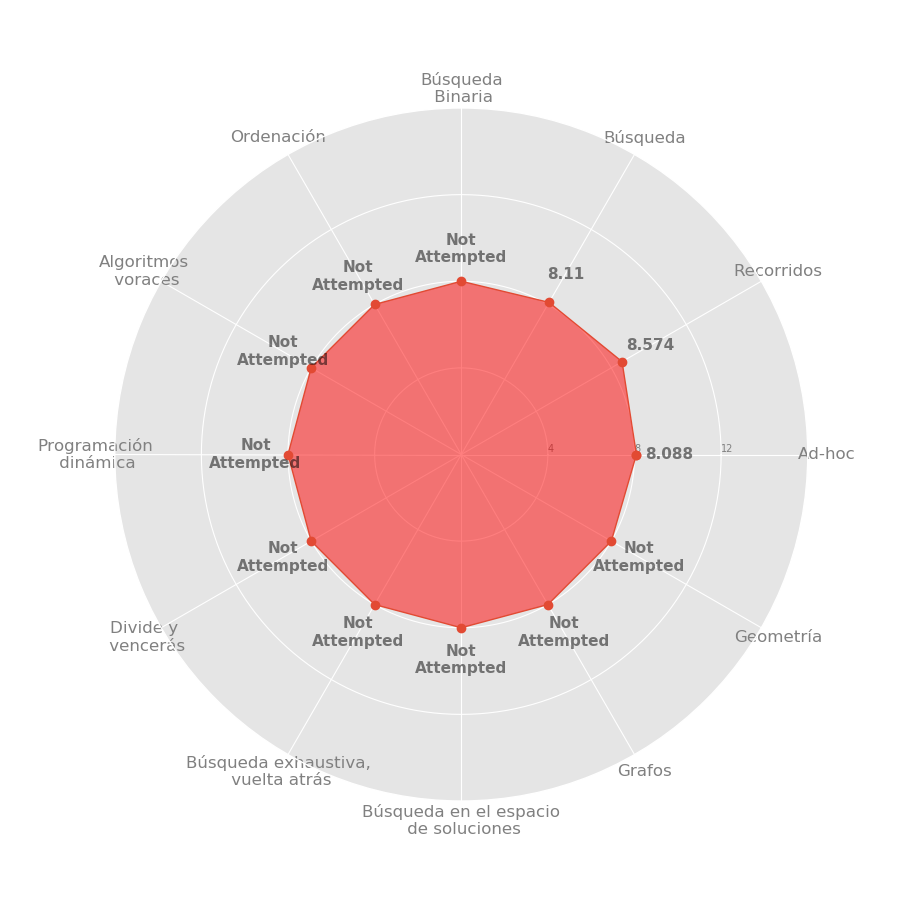 Búsqueda
Binaria
Ordenación
Búsqueda
Algoritmos
voraces
Recorridos
Not
Attempted
Not
Attempted
8.11
Not
Attempted
8.574
Programación
dinámica
Not
Attempted
4
8
12
8.088
Ad-hoc
Not
Attempted
Not
Attempted
Divide y
vencerás
Geometría
Not
Attempted
Not
Attempted
Not
Attempted
Búsqueda exhaustiva,
vuelta atrás
Grafos
Búsqueda en el espacio
de soluciones